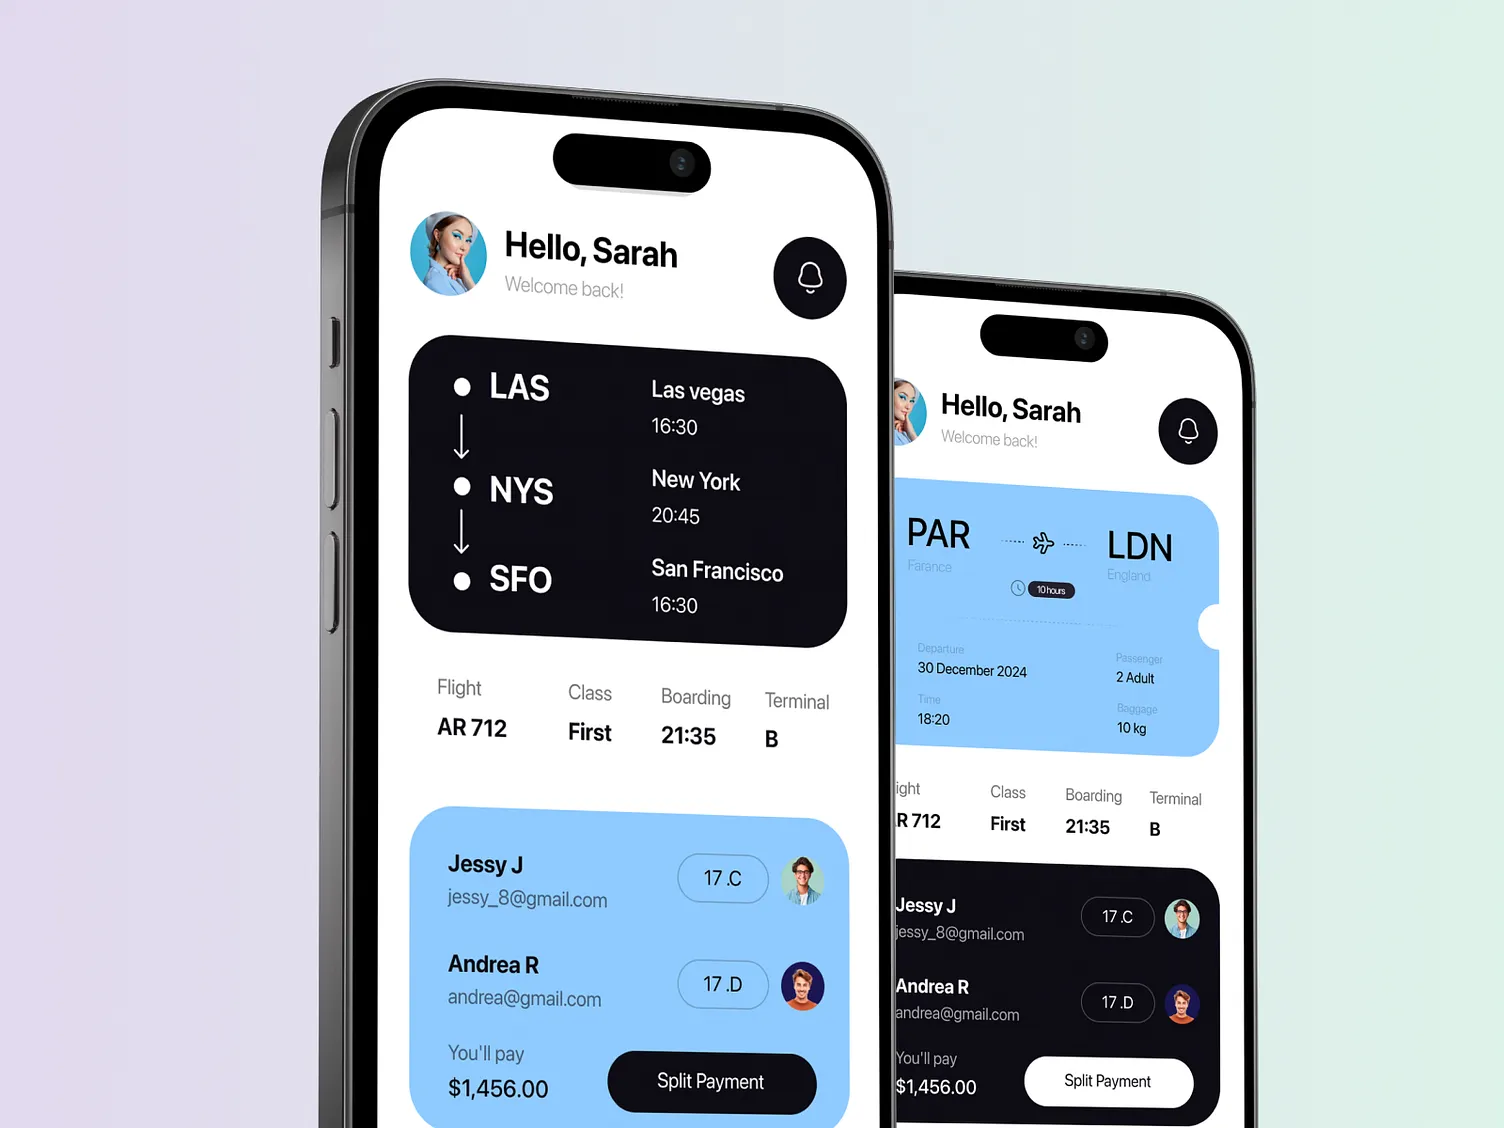 Hello, Sarah
Welcome back!
LAS
Las vegas
16:30
NYS
New York
20:45
SFO
San Francisco
16:30
Flight Class Boarding Terminal
AR 712 First 21:35 B
Jessy J
jessy_8@gmail.com
17 .C
Andrea R
andrea@gmail.com
17 .D
You'll pay
$1,456.00
Split Payment
Hello, Sarah
Welcome back!
PAR LDN
Farance England
10 hours
Departure Passenger
30 December 2024 2 Adult
Time Baggage
18:20 10 kg
ight Class Boarding Terminal
R 712 First 21:35 B
Jessy J
jessy_8@gmail.com
17 .C
Andrea R
andrea@gmail.com
17 .D
You'll pay
$1,456.00
Split Payment